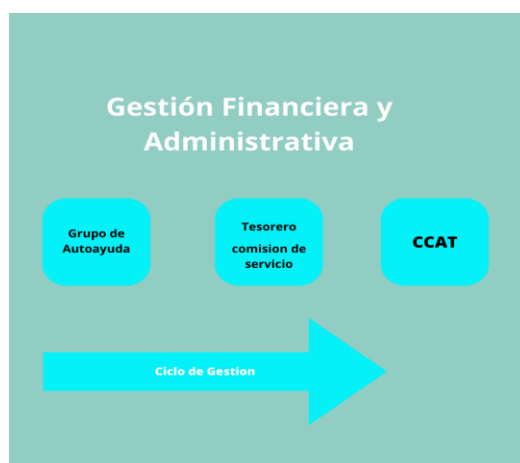 Gestión Financiera y
Administrativa
Grupo de
Autoayuda
Tesorero
comision de
servicio
CCAT
Ciclo de Gestion